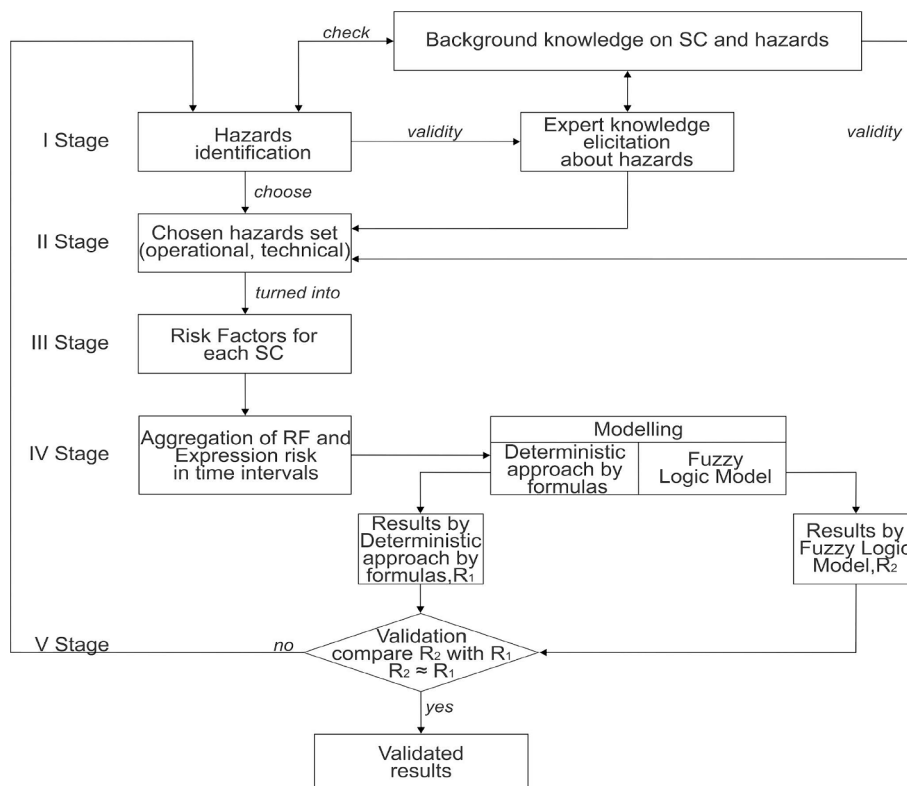 check
Background knowledge on SC and hazards
I Stage
Hazards
identification
validity
Expert knowledge
elicitation
about hazards
validity
choose
II Stage
Chosen hazards set
(operational, technical)
turned into
III Stage
Risk Factors for
each SC
IV Stage
Aggregation of RF and
Expression risk
in time intervals
Modelling
Deterministic
approach by
formulas
Fuzzy
Logic Model
Results by
Deterministic
approach by
formulas,R₁
Results by
Fuzzy Logic
Model,R₂
V Stage
no
Validation
compare R₂ with R₁
R₂ ≈ R₁
yes
Validated
results